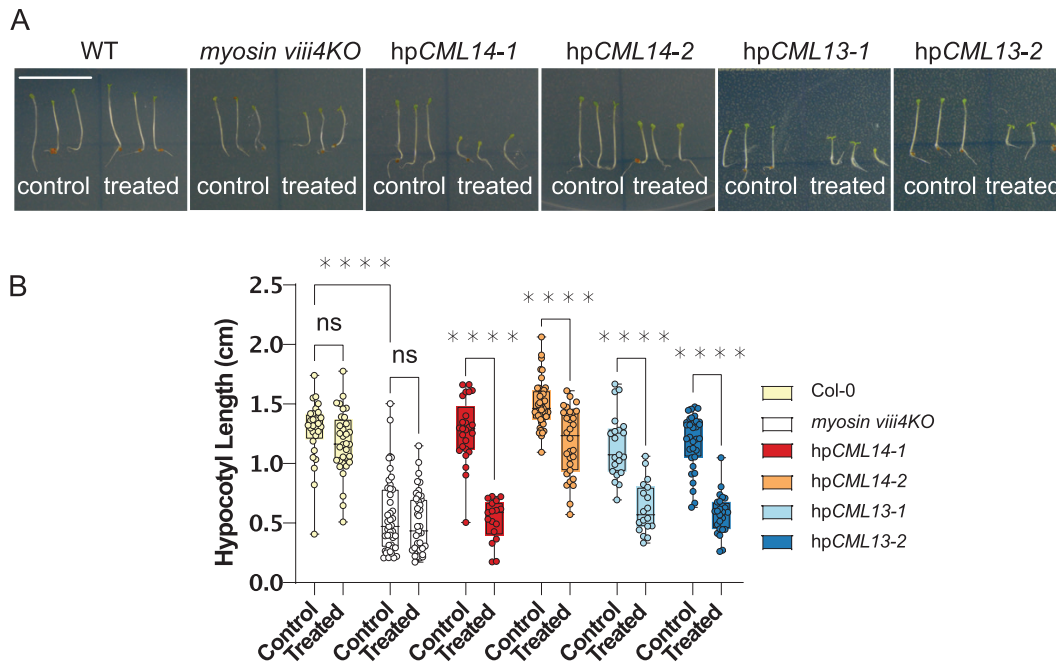 A
WT myosin viii4KO hpCML14-1 hpCML14-2 hpCML13-1 hpCML13-2
control treated control treated control treated control treated control treated control treated
B
Hypocotyl Length (cm)
2.5
2.0
1.5
1.0
0.5
0.0
**** 
ns
ns
****
****
****
****
Control Treated Control Treated Control Treated Control Treated Control Treated Control Treated
Col-0
myosin viii4KO
hpCML14-1
hpCML14-2
hpCML13-1
hpCML13-2